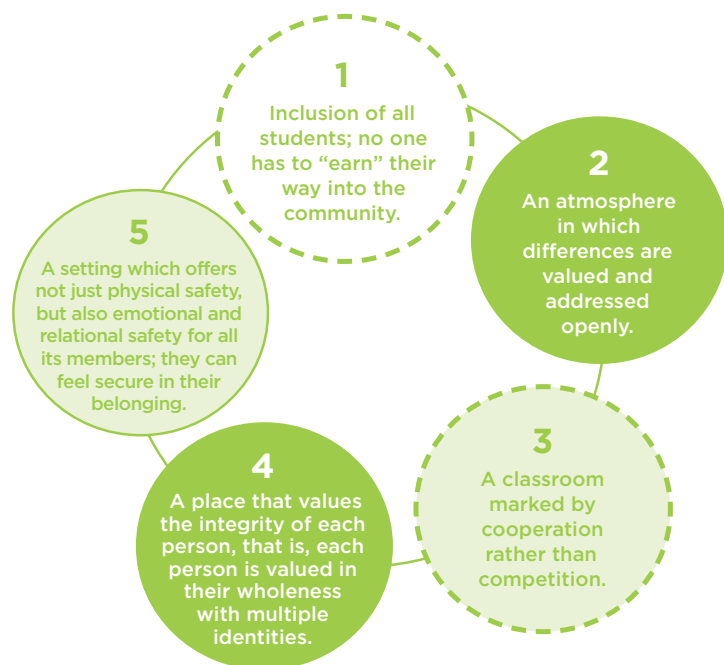 1
Inclusion of all
students; no one
has to “earn” their
way into the
community.
2
An atmosphere
in which
differences are
valued and
addressed
openly.
3
A classroom
marked by
cooperation
rather than
competition.
4
A place that values
the integrity of each
person, that is, each
person is valued in
their wholeness
with multiple
identities.
5
A setting which offers
not just physical safety,
but also emotional and
relational safety for all
its members; they can
feel secure in their
belonging.